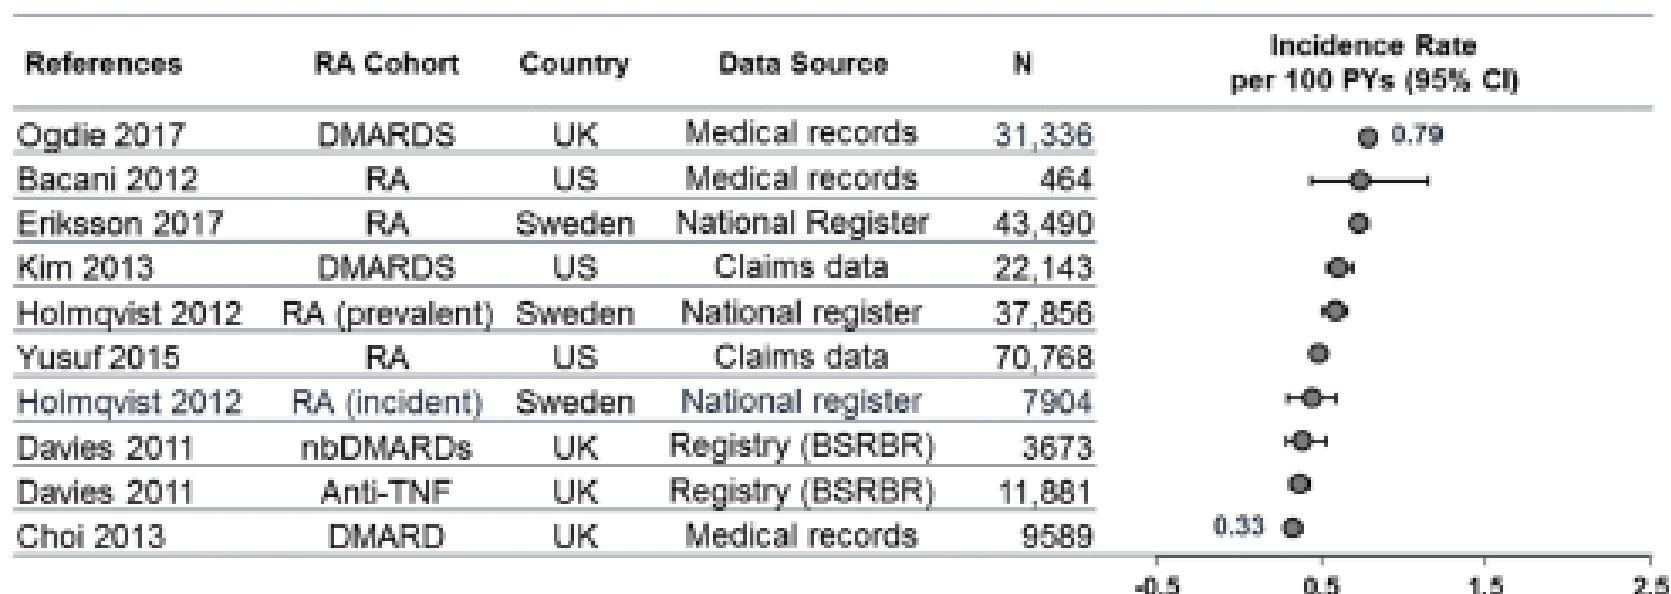 References RA Cohort Country Data Source N Incidence Rate per 100 PYs (95% CI)
Ogdie 2017 DMARDS UK Medical records 31,336 0.79
Bacani 2012 RA US Medical records 464
Eriksson 2017 RA Sweden National Register 43,490
Kim 2013 DMARDS US Claims data 22,143
Holmqvist 2012 RA (prevalent) Sweden National register 37,856
Yusuf 2015 RA US Claims data 70,768
Holmqvist 2012 RA (incident) Sweden National register 7904
Davies 2011 nbDMARDs UK Registry (BSRBR) 3673
Davies 2011 Anti-TNF UK Registry (BSRBR) 11,881
Choi 2013 DMARD UK Medical records 9589 0.33
-0.5 0.5 1.5 2.5